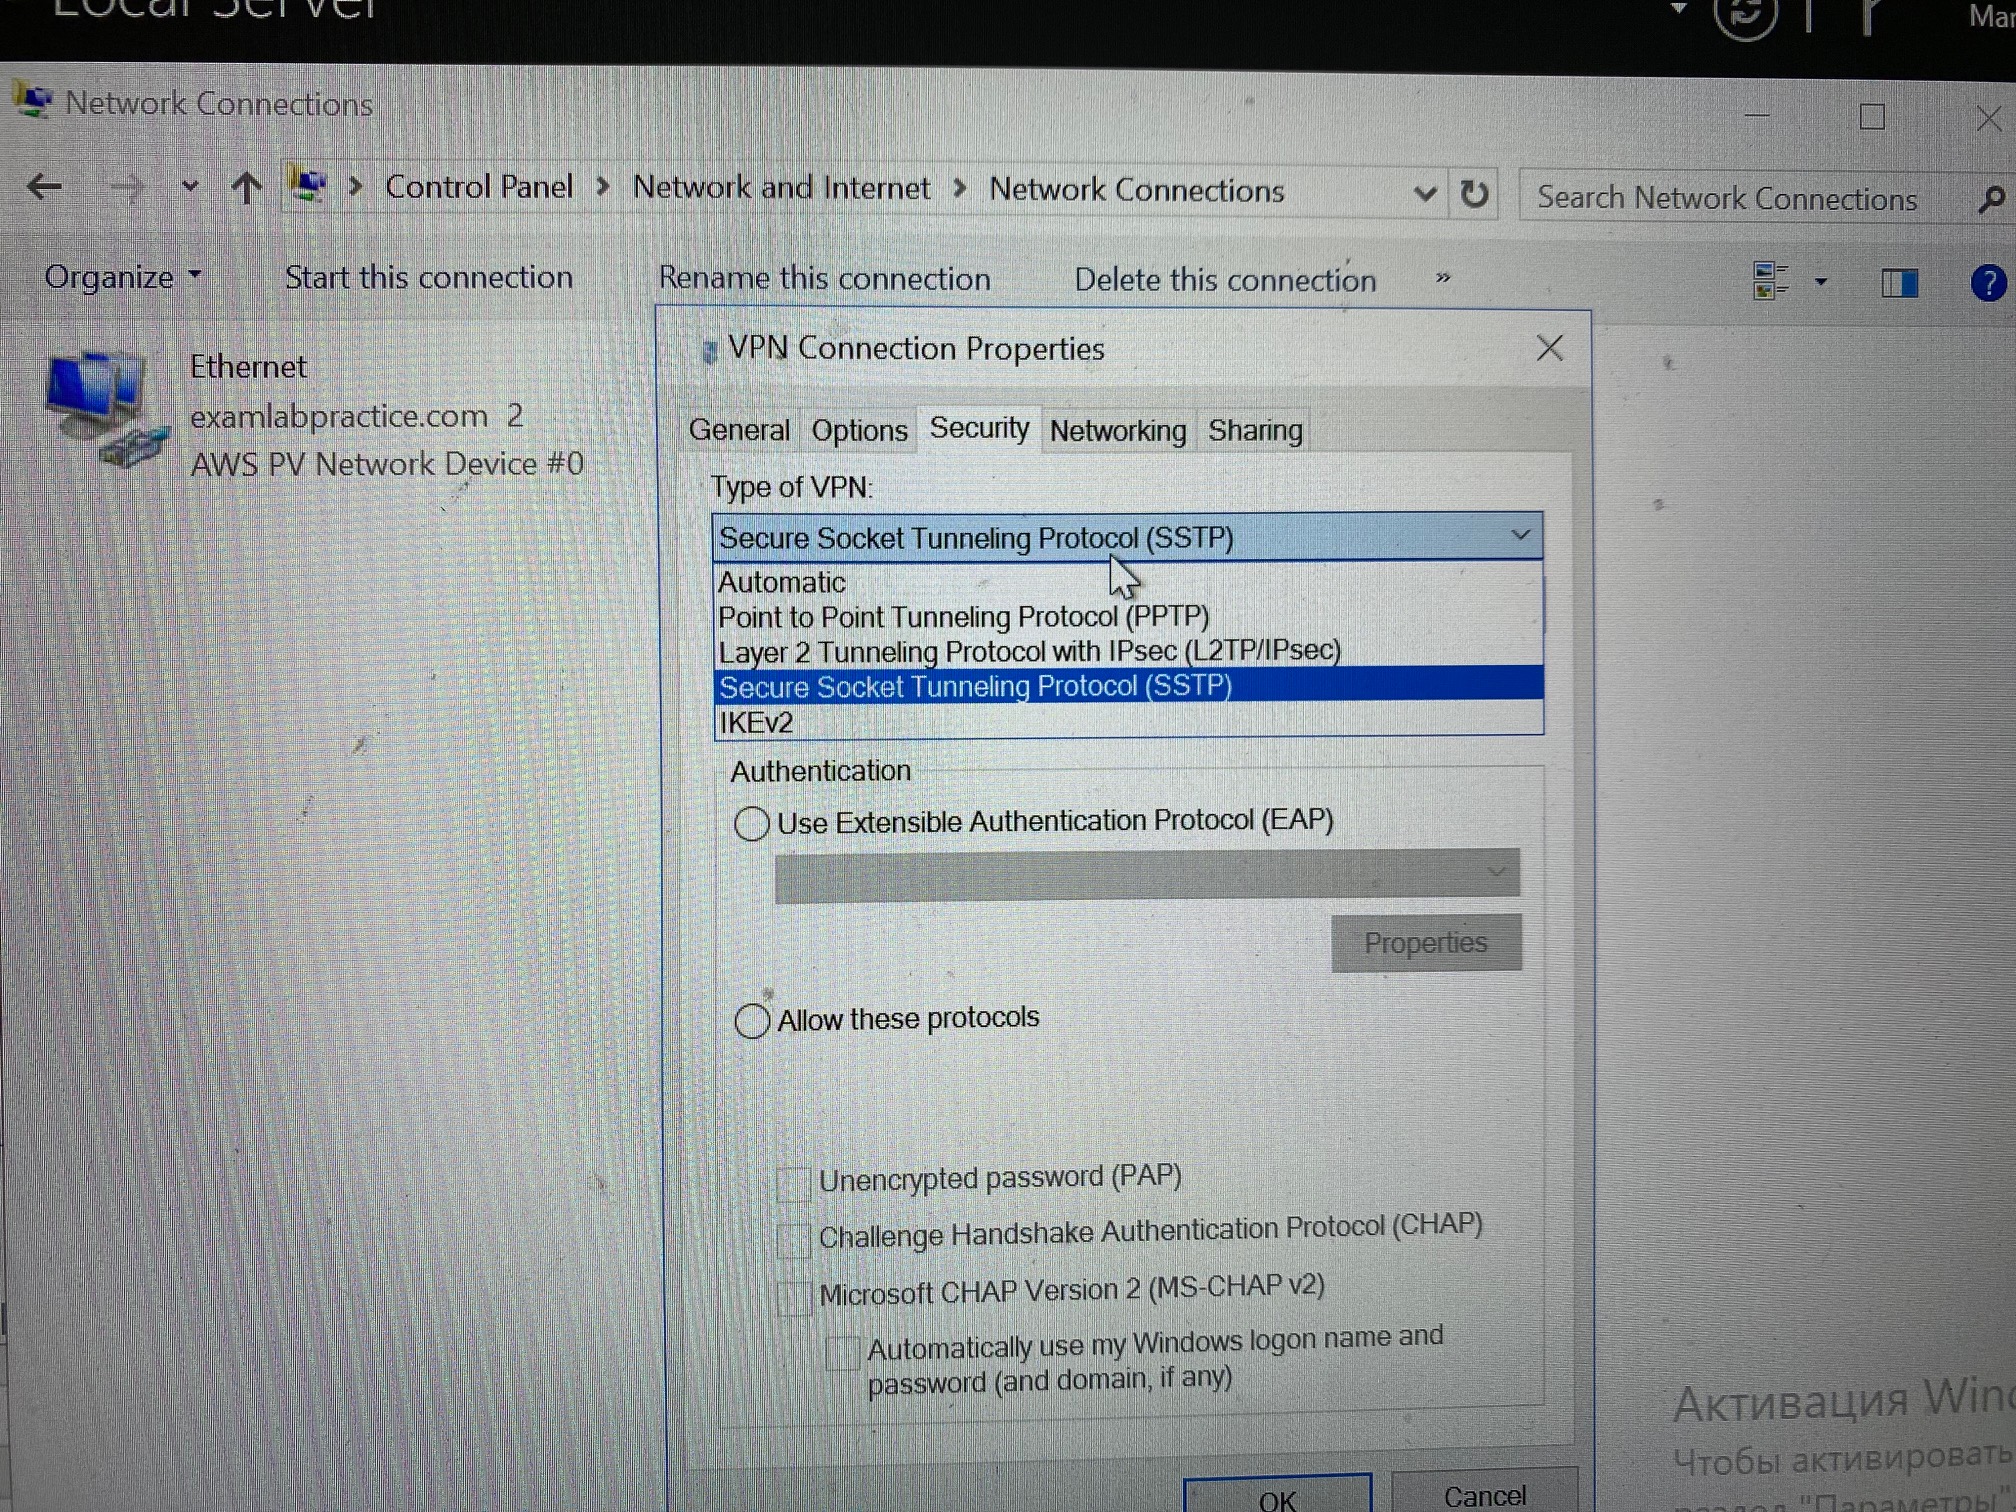 Local Server
Network Connections
Control Panel > Network and Internet > Network Connections
Search Network Connections
Organize
Start this connection
Rename this connection
Delete this connection
»
?
Ethernet
examlabpractice.com 2
AWS PV Network Device #0
VPN Connection Properties
General
Options
Security
Networking
Sharing
Type of VPN:
Secure Socket Tunneling Protocol (SSTP)
Automatic
Point to Point Tunneling Protocol (PPTP)
Layer 2 Tunneling Protocol with IPsec (L2TP/IPsec)
Secure Socket Tunneling Protocol (SSTP)
IKEv2
Authentication
Use Extensible Authentication Protocol (EAP)
Properties
Allow these protocols
Unencrypted password (PAP)
Challenge Handshake Authentication Protocol (CHAP)
Microsoft CHAP Version 2 (MS-CHAP v2)
Automatically use my Windows logon name and
password (and domain, if any)
OK
Cancel
Активация Wind
Чтобы активировать
раздел "Параметры"